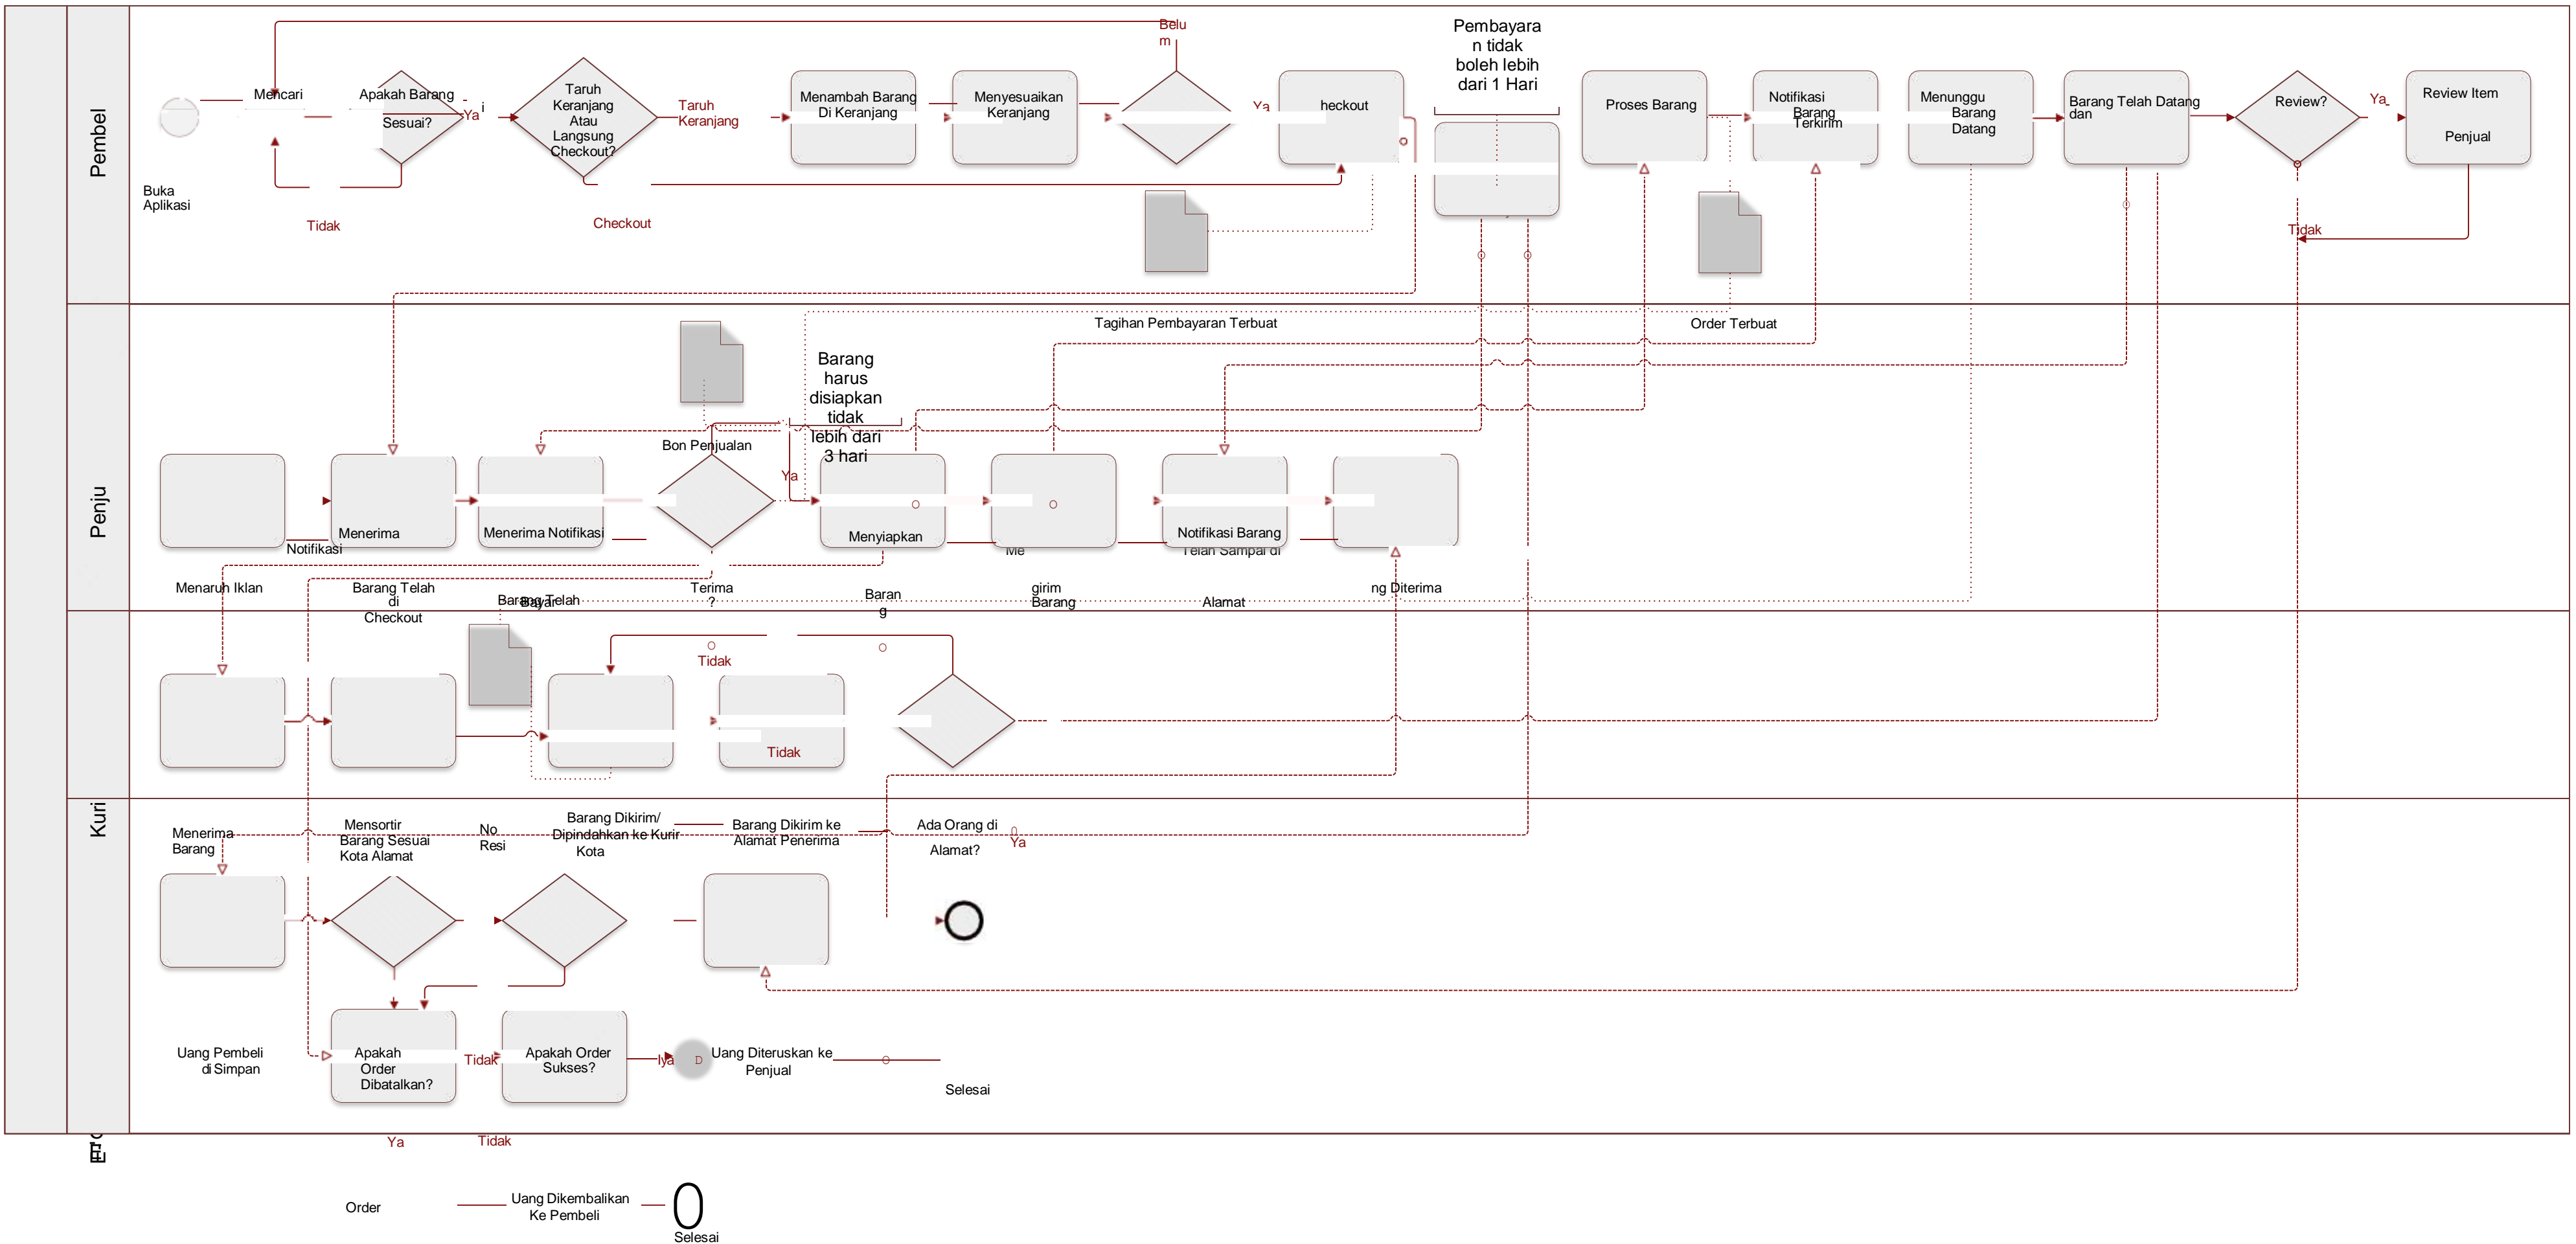 Pembel
Buka
Aplikasi
Mencari
Apakah Barang
i
Sesuai?
Ya
Tidak
Taruh
Keranjang
Atau
Langsung
Checkout?
Taruh
Keranjang
Checkout
Menambah Barang
Di Keranjang
Menyesuaikan
Keranjang
Belu
m
Ya
heckout
Pembayara
n tidak
boleh lebih
dari 1 Hari
Proses Barang
Notifikasi
Barang
Terkirim
Menunggu
Barang
Datang
Barang Telah Datang
dan
Review?
Ya
Tidak
Review Item
Penjual
Tagihan Pembayaran Terbuat
Order Terbuat
Penju
Bon Penjualan
Barang
harus
disiapkan
tidak
lebih dari
3 hari
Ya
Menerima
Notifikasi
Menerima Notifikasi
Menyiapkan
Me
Notifikasi Barang
Telah Sampai di
Menaruh Iklan
Barang Telah
di
Checkout
Barang Telah
Bayar
Terima
?
Baran
g
girim
Barang
Alamat
ng Diterima
Tidak
Tidak
Kuri
Menerima
Barang
Mensortir
Barang Sesuai
Kota Alamat
No
Resi
Barang Dikirim/
Dipindahkan ke Kurir
Kota
Barang Dikirim ke
Alamat Penerima
Ada Orang di
Alamat?
Ya
Uang Pembeli
di Simpan
Apakah
Order
Dibatalkan?
Tidak
Apakah Order
Sukses?
Iya
Uang Diteruskan ke
Penjual
Selesai
Ya
Tidak
Order
Uang Dikembalikan
Ke Pembeli
Selesai